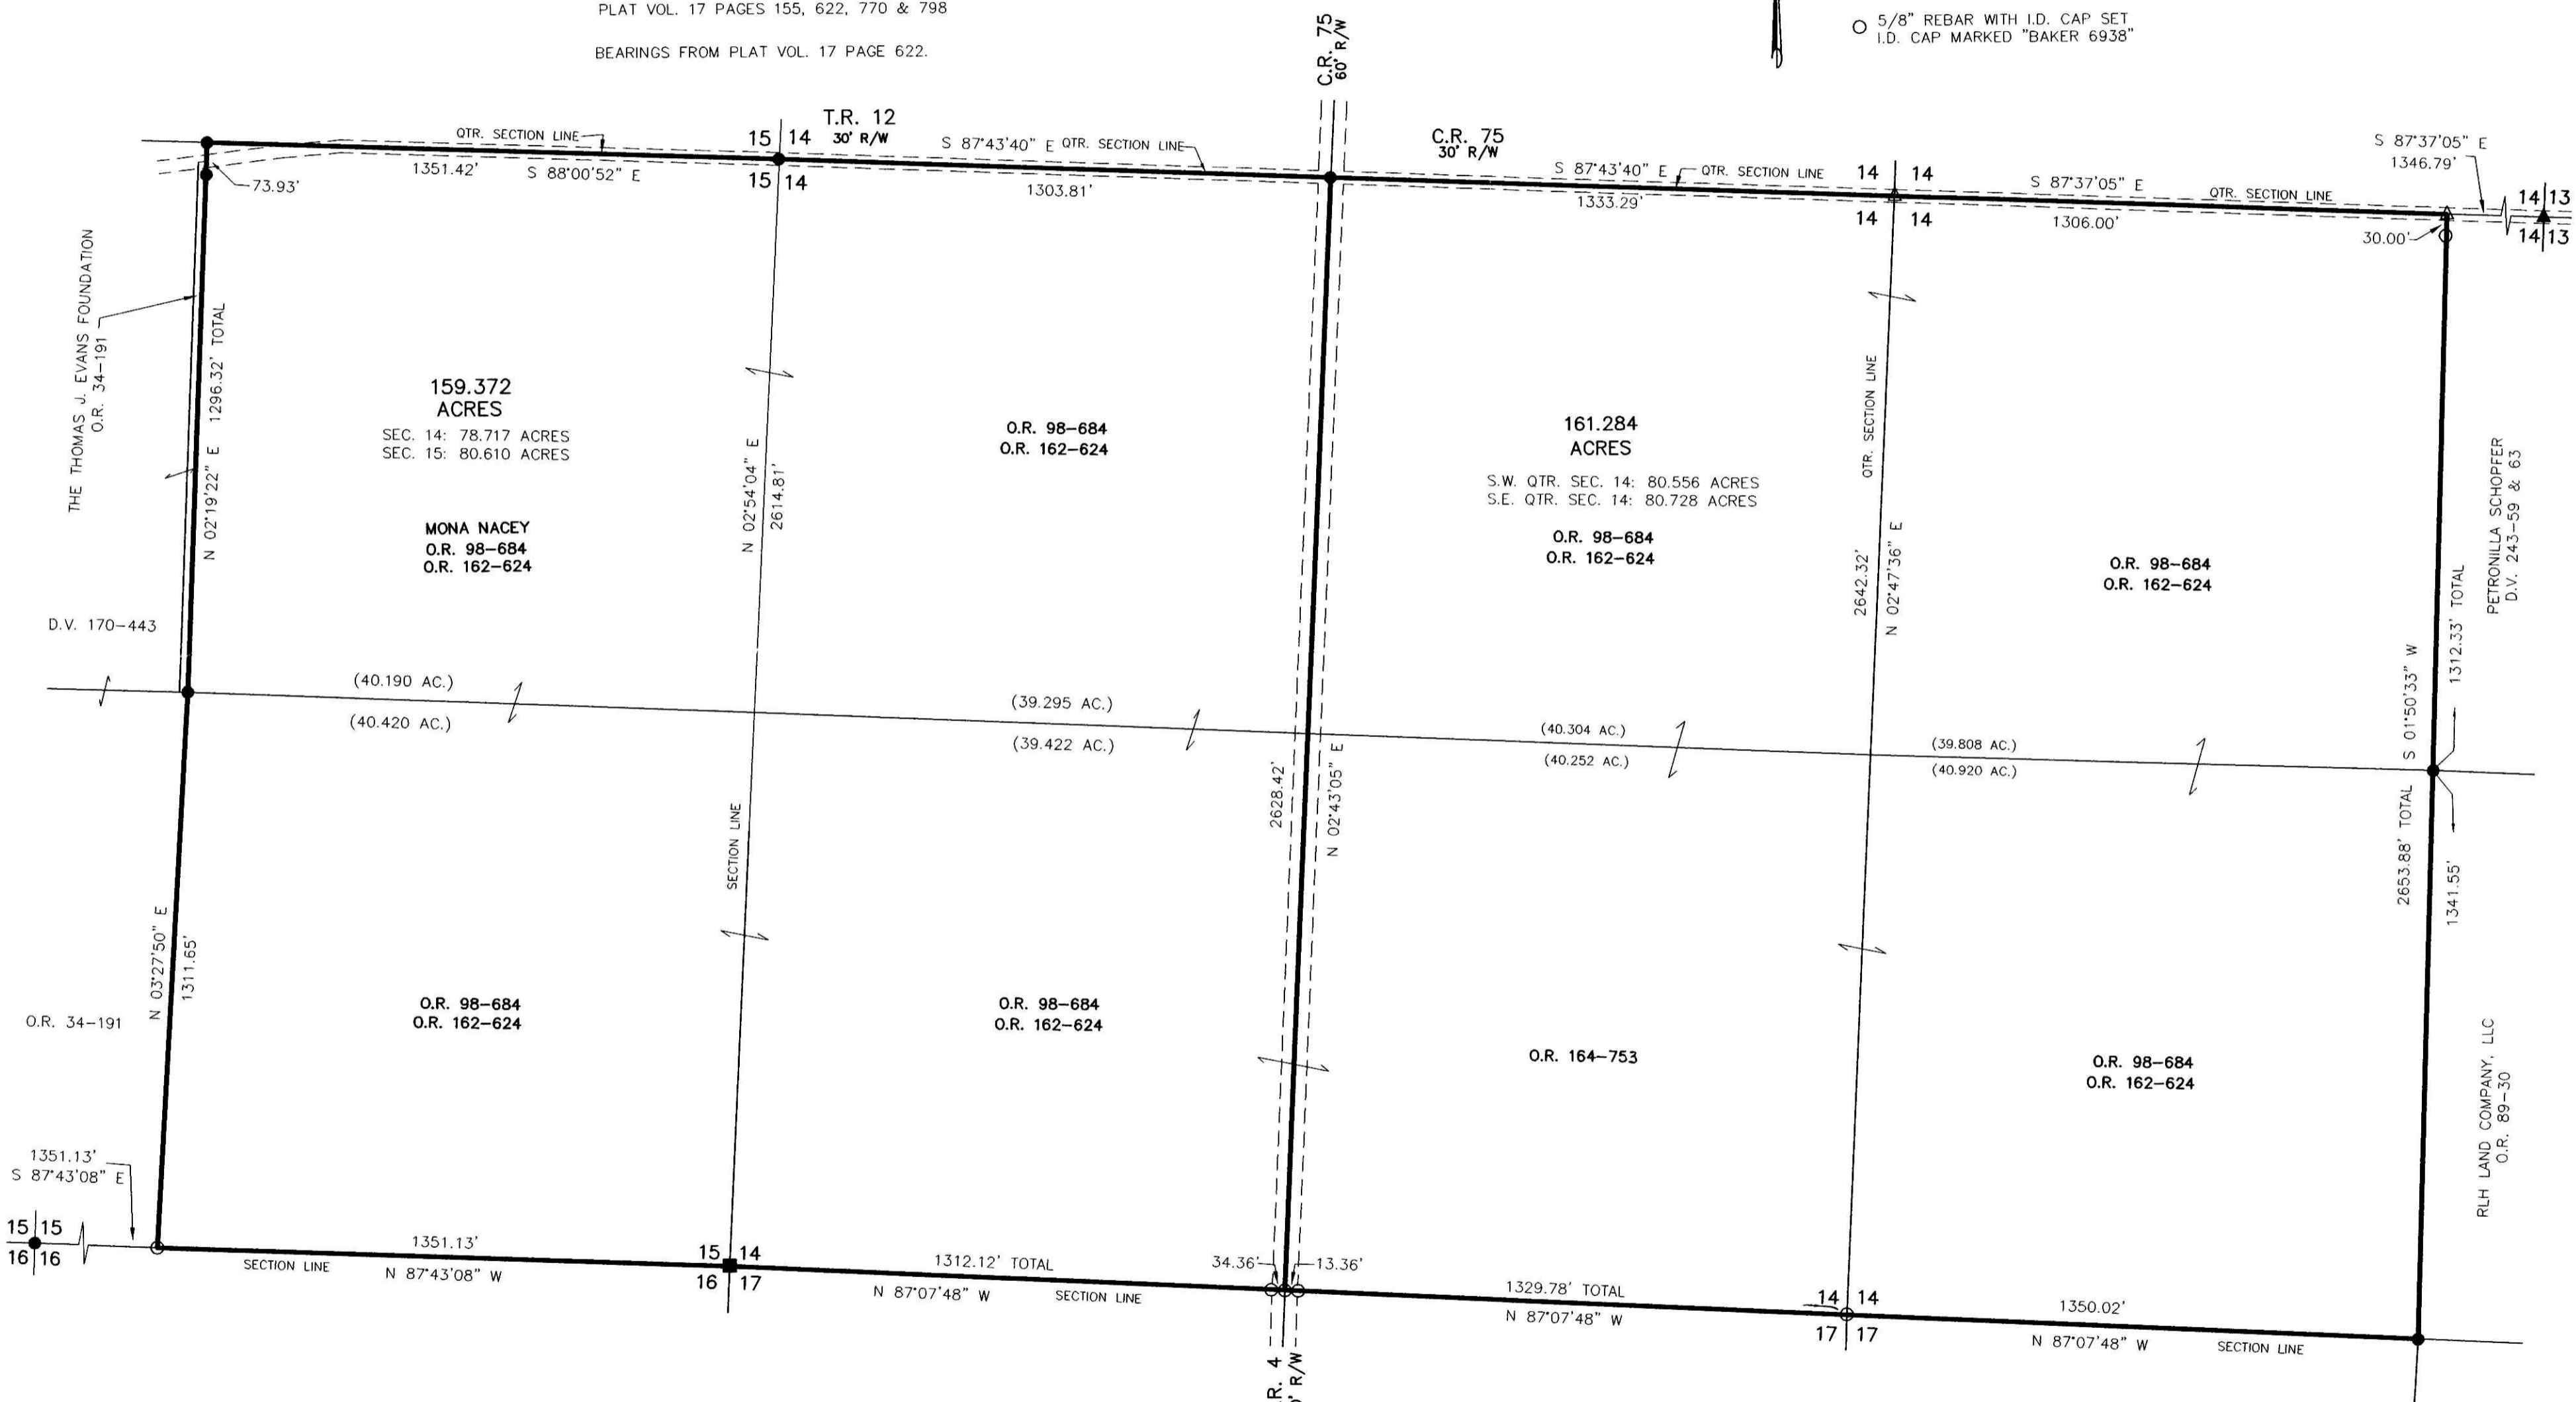 PLAT VOL. 17 PAGES 155, 622, 770 & 798
BEARINGS FROM PLAT VOL. 17 PAGE 622.
C.R. 75
60' R/W
5/8" REBAR WITH I.D. CAP SET
I.D. CAP MARKED "BAKER 6938"
QTR. SECTION LINE
T.R. 12
30' R/W
15 14
15 14
S 87°43'40" E QTR. SECTION LINE
C.R. 75
30' R/W
S 87°43'40" E QTR. SECTION LINE
14 14
14 14
S 87°37'05" E
QTR. SECTION LINE
S 87°37'05" E
1346.79'
14 13
14 13
73.93'
1351.42'
S 88°00'52" E
1303.81'
1333.29'
1306.00'
30.00'
THE THOMAS J. EVANS FOUNDATION
O.R. 34-191
N 02°19'22" E 1296.32' TOTAL
159.372
ACRES
SEC. 14: 78.717 ACRES
SEC. 15: 80.610 ACRES
MONA NACEY
O.R. 98-684
O.R. 162-624
N 02°54'04" E
2614.81'
O.R. 98-684
O.R. 162-624
161.284
ACRES
S.W. QTR. SEC. 14: 80.556 ACRES
S.E. QTR. SEC. 14: 80.728 ACRES
O.R. 98-684
O.R. 162-624
QTR. SECTION LINE
2642.32'
N 02°47'36" E
O.R. 98-684
O.R. 162-624
PETRONILLA SCHOPFER
D.V. 243-59 & 63
1312.33' TOTAL
S 01°50'33" W
2653.88' TOTAL
1341.55'
D.V. 170-443
(40.190 AC.)
(40.420 AC.)
(39.295 AC.)
(39.422 AC.)
(40.304 AC.)
(40.252 AC.)
(39.808 AC.)
(40.920 AC.)
SECTION LINE
2628.42'
N 02°43'05" E
N 03°27'50" E
1311.65'
O.R. 34-191
O.R. 98-684
O.R. 162-624
O.R. 98-684
O.R. 162-624
O.R. 164-753
O.R. 98-684
O.R. 162-624
RLH LAND COMPANY, LLC
O.R. 89-30
1351.13'
S 87°43'08" E
15 15
16 16
SECTION LINE
1351.13'
N 87°43'08" W
15 14
16 17
1312.12' TOTAL
N 87°07'48" W
SECTION LINE
34.36'
13.36'
1329.78' TOTAL
N 87°07'48" W
14 14
17 17
1350.02'
N 87°07'48" W
SECTION LINE
R. 4
' R/W